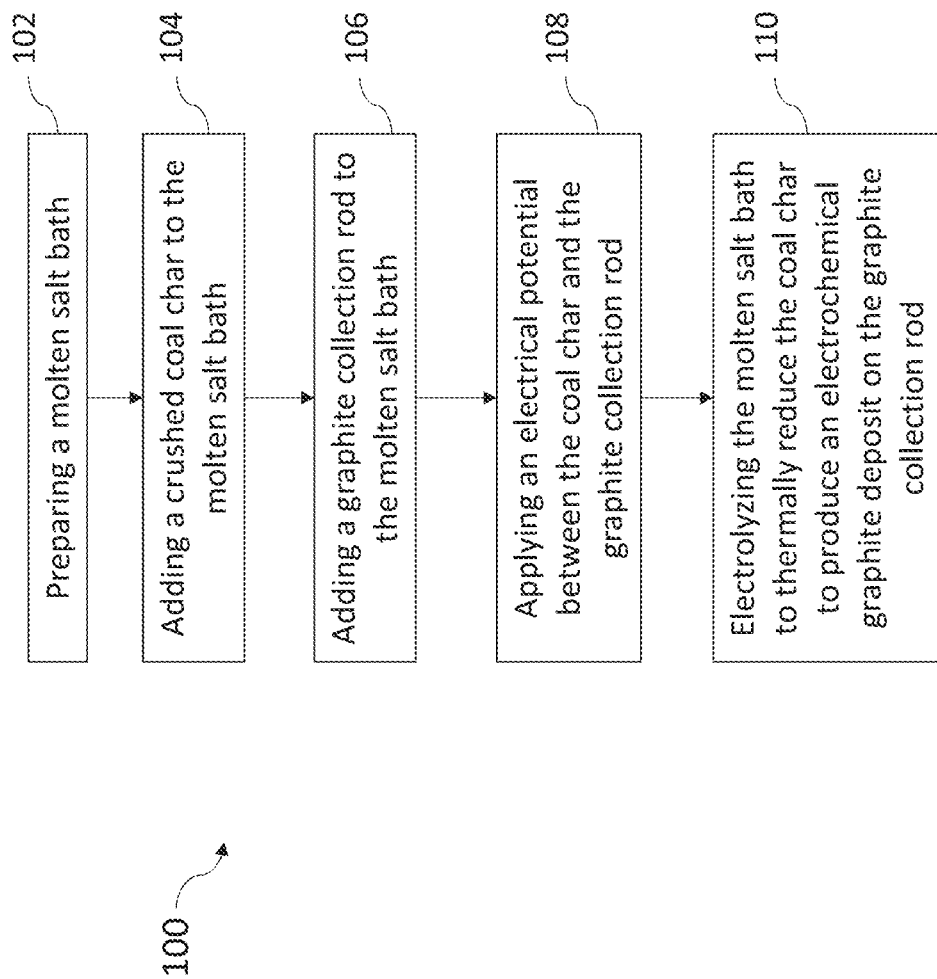 100
Preparing a molten salt bath
102
Adding a crushed coal char to the
molten salt bath
104
Adding a graphite collection rod to
the molten salt bath
106
Applying an electrical potential
between the coal char and the
graphite collection rod
108
Electrolyzing the molten salt bath
to thermally reduce the coal char
to produce an electrochemical
graphite deposit on the graphite
collection rod
110